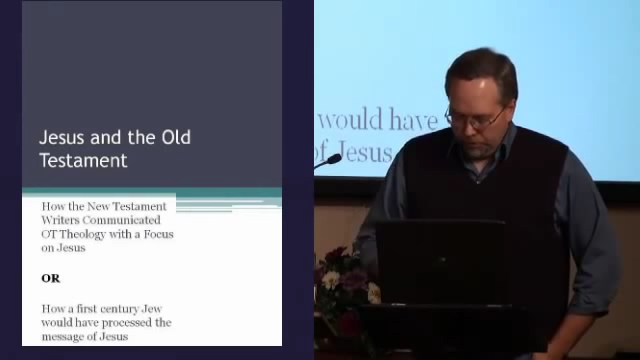 Jesus and the Old
Testament
How the New Testament
Writers Communicated
OT Theology with a Focus
on Jesus
OR
How a first century Jew
would have processed the
message of Jesus
would have
of Jesus